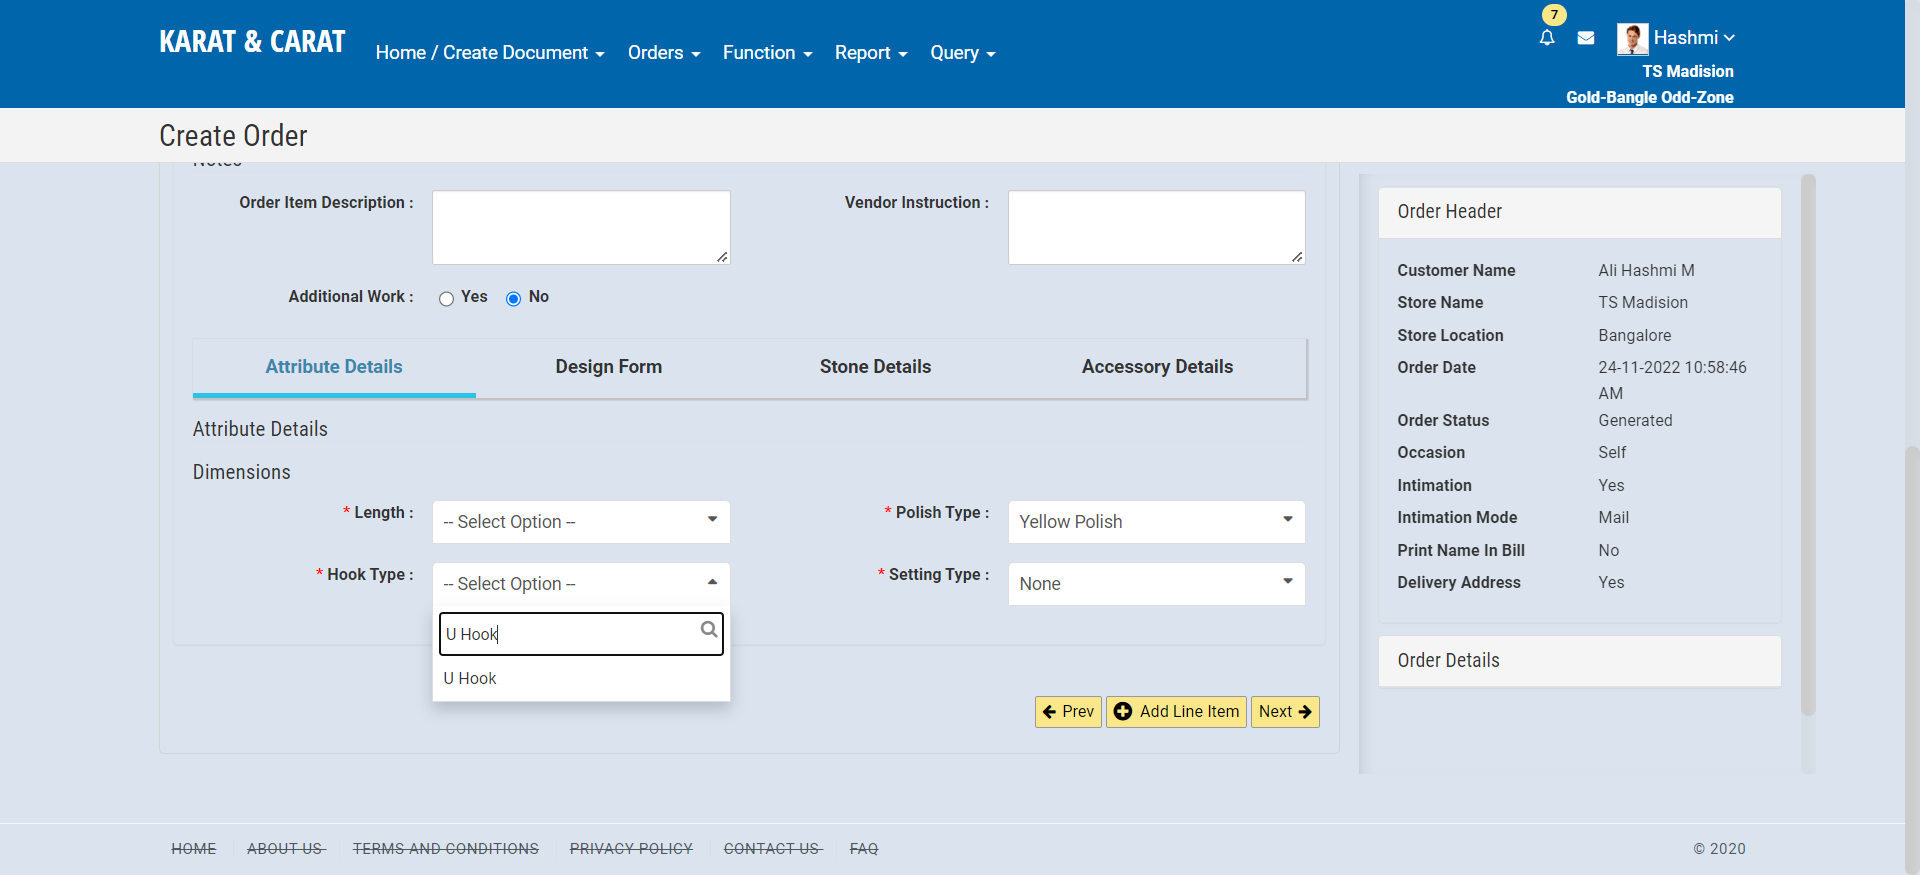 KARAT & CARAT
Home / Create Document
Orders
Function
Report
Query
7
Hashmi
TS Madision
Gold-Bangle Odd-Zone
Create Order
Notes
Order Item Description :
Vendor Instruction :
Additional Work :
Yes
No
Attribute Details
Design Form
Stone Details
Accessory Details
Attribute Details
Dimensions
* Length :
-- Select Option --
* Polish Type :
Yellow Polish
* Hook Type :
-- Select Option --
* Setting Type :
None
U Hook
U Hook
Prev
Add Line Item
Next
Order Header
Customer Name Ali Hashmi M
Store Name TS Madision
Store Location Bangalore
Order Date 24-11-2022 10:58:46
AM
Order Status Generated
Occasion Self
Intimation Yes
Intimation Mode Mail
Print Name In Bill No
Delivery Address Yes
Order Details
HOME
ABOUT US
TERMS AND CONDITIONS
PRIVACY POLICY
CONTACT US
FAQ
© 2020